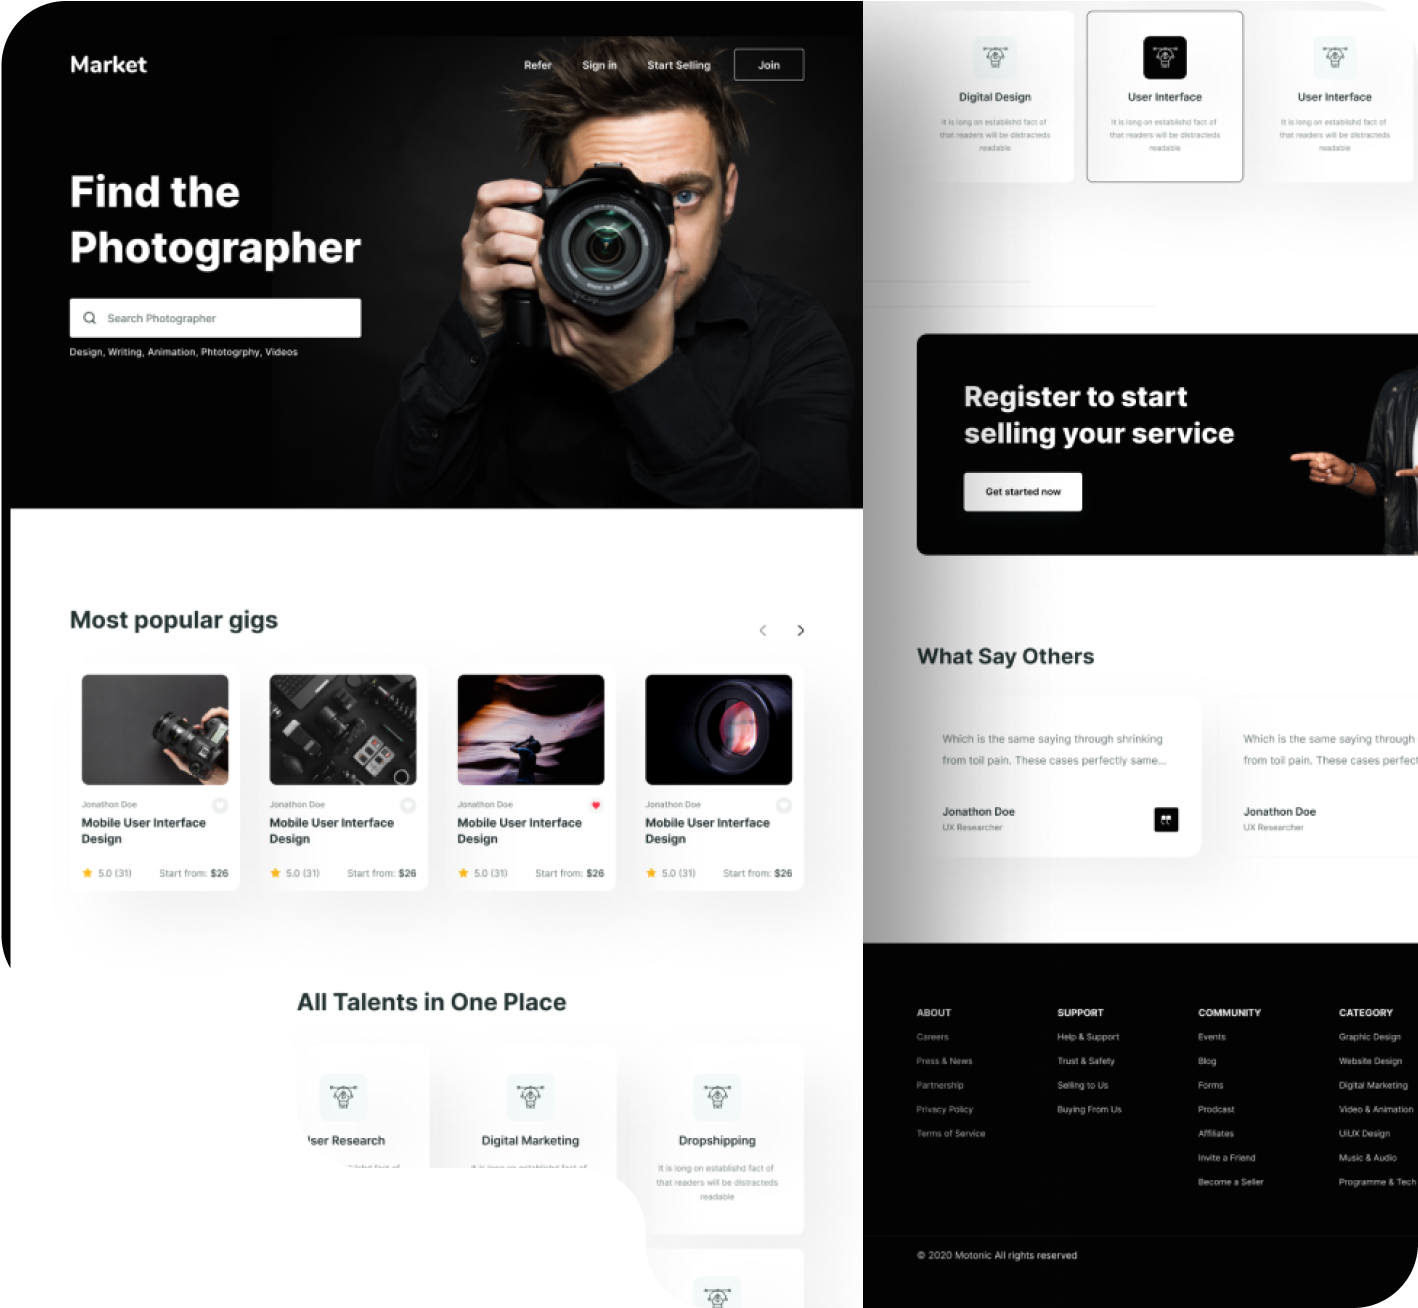 Market
Refer Sign in Start Selling Join
Find the
Photographer
Search Photographer
Design, Writing, Animation, Phtotogrphy, Videos
Most popular gigs
Jonathon Doe
Mobile User Interface
Design
5.0 (31) Start from: $26
Jonathon Doe
Mobile User Interface
Design
5.0 (31) Start from: $26
Jonathon Doe
Mobile User Interface
Design
5.0 (31) Start from: $26
Jonathon Doe
Mobile User Interface
Design
5.0 (31) Start from: $26
All Talents in One Place
User Research
Digital Marketing
It is long on establishd fact of
Dropshipping
It is long on establishd fact of
that readers will be distracteds
readable
Digital Design
It is long on establishd fact of
that readers will be distracteds
readable
User Interface
It is long on establishd fact of
that readers will be distracteds
readable
User Interface
It is long on establishd fact of
that readers will be distracteds
readable
Register to start
selling your service
Get started now
What Say Others
Which is the same saying through shrinking
from toil pain. These cases perfectly same...
Jonathon Doe
UX Researcher
Which is the same saying through
from toil pain. These cases perfect
Jonathon Doe
UX Researcher
ABOUT
Careers
Press & News
Partnership
Privacy Policy
Terms of Service
SUPPORT
Help & Support
Trust & Safety
Selling to Us
Buying From Us
COMMUNITY
Events
Blog
Forms
Prodcast
Affiliates
Invite a Friend
Become a Seller
CATEGORY
Graphic Design
Website Design
Digital Marketing
Video & Animation
UiUX Design
Music & Audio
Programme & Tech
© 2020 Motonic All rights reserved